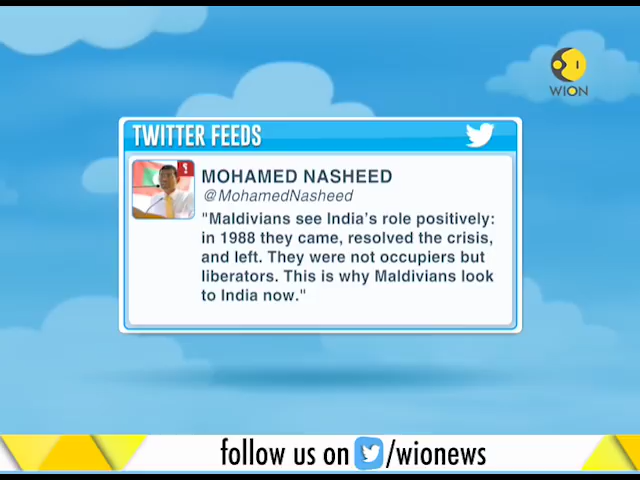 WION
TWITTER FEEDS
MOHAMED NASHEED
@MohamedNasheed
"Maldivians see India's role positively:
in 1988 they came, resolved the crisis,
and left. They were not occupiers but
liberators. This is why Maldivians look
to India now."
follow us on /wionews